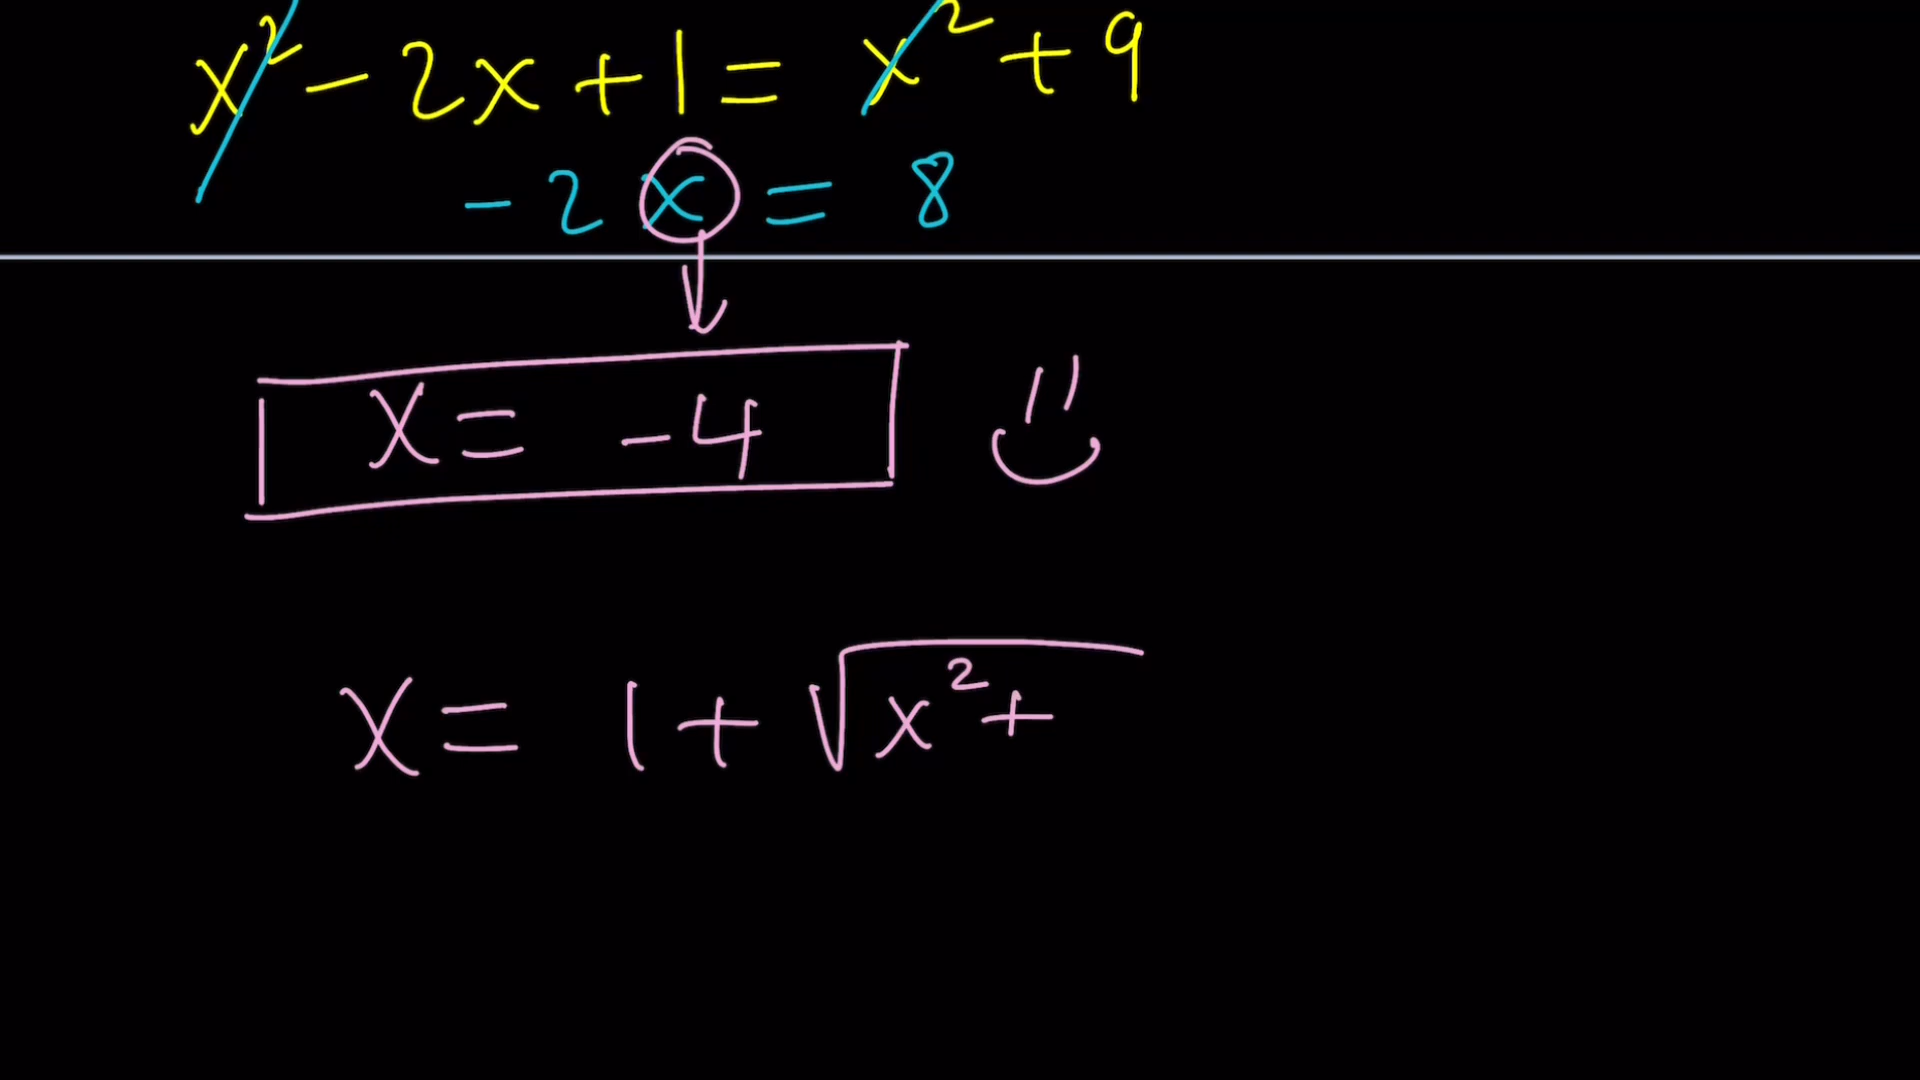 x² - 2x + 1 = x² + 9
-2x = 8
x = -4
x = 1 + √x² +